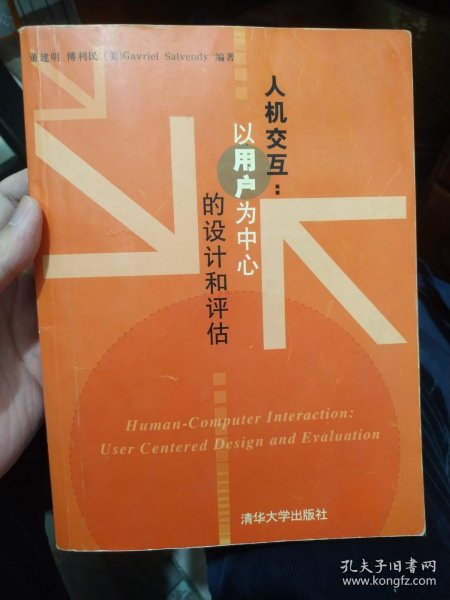 董建明 傅利民 (美)Gavriel Salvendy 编著
人机交互:
以用户为中心
的设计和评估
Human-Computer Interaction:
User Centered Design and Evaluation
清华大学出版社
孔夫子旧书网
www.kongfz.com